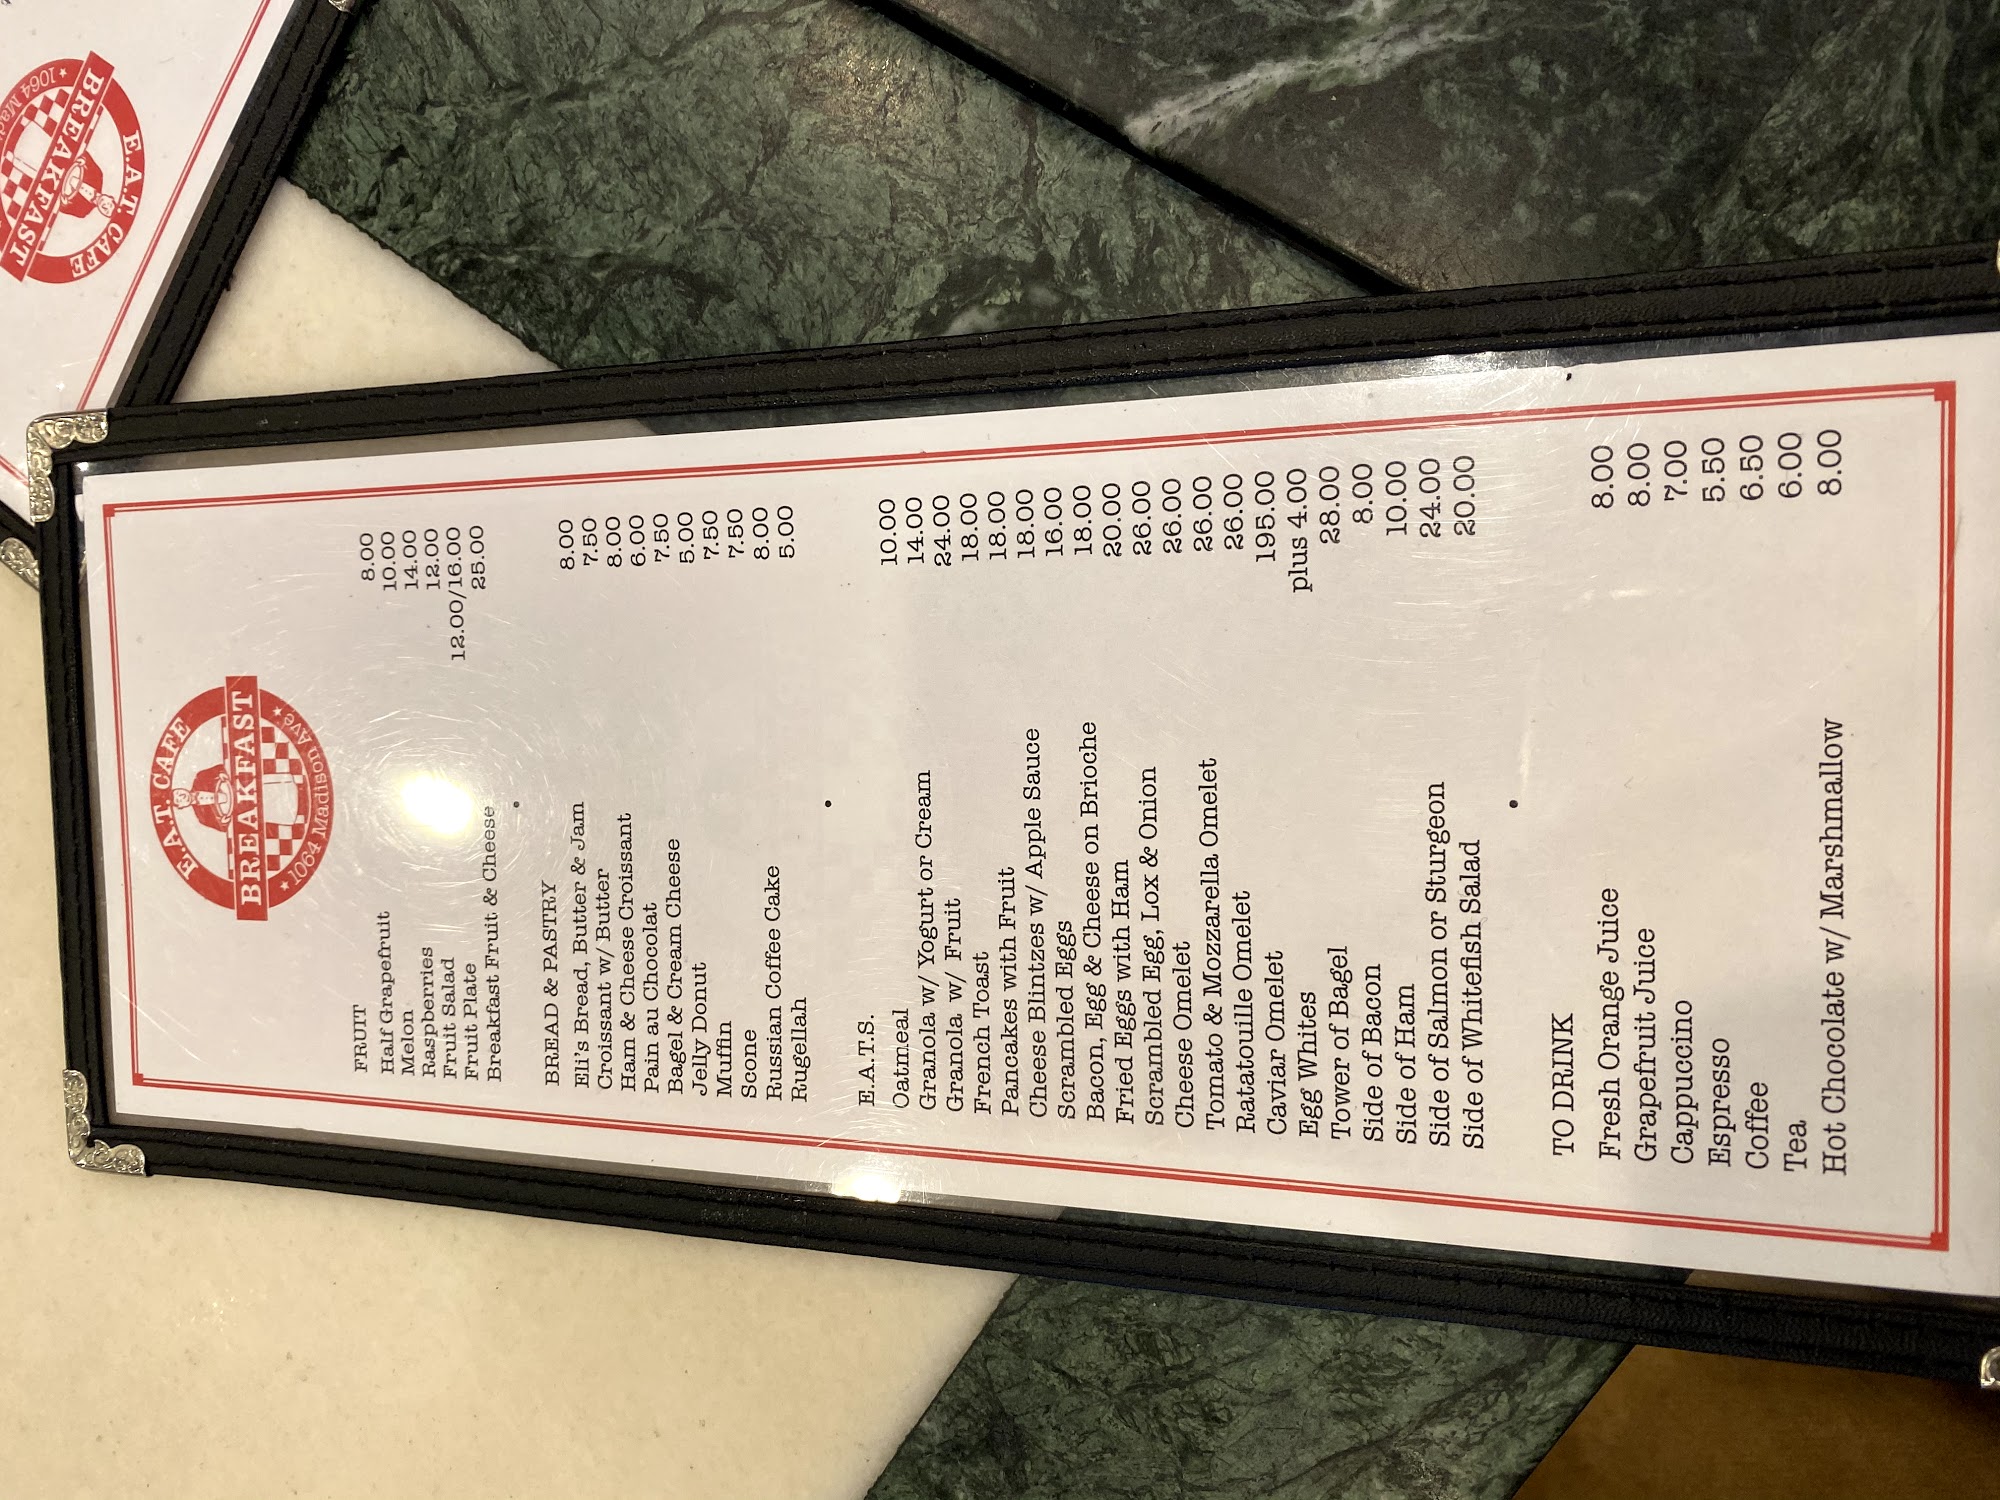 E.A.T. CAFE
BREAKFAST
1064 Madison Ave
FRUIT
Half Grapefruit 8.00
Melon 10.00
Raspberries 14.00
Fruit Salad 12.00
Fruit Plate 12.00/16.00
Breakfast Fruit & Cheese 25.00
BREAD & PASTRY
Eli's Bread, Butter & Jam 8.00
Croissant w/ Butter 7.50
Ham & Cheese Croissant 8.00
Pain au Chocolat 6.00
Bagel & Cream Cheese 7.50
Jelly Donut 5.00
Muffin 7.50
Scone 7.50
Russian Coffee Cake 8.00
Rugellah 5.00
E.A.T.S.
Oatmeal 10.00
Granola w/ Yogurt or Cream 14.00
Granola w/ Fruit 24.00
French Toast 18.00
Pancakes with Fruit 18.00
Cheese Blintzes w/ Apple Sauce 18.00
Scrambled Eggs 16.00
Bacon, Egg & Cheese on Brioche 18.00
Fried Eggs with Ham 20.00
Scrambled Egg, Lox & Onion 26.00
Cheese Omelet 26.00
Tomato & Mozzarella Omelet 26.00
Ratatouille Omelet 26.00
Caviar Omelet 195.00
Egg Whites plus 4.00
Tower of Bagel 28.00
Side of Bacon 8.00
Side of Ham 10.00
Side of Salmon or Sturgeon 24.00
Side of Whitefish Salad 20.00
TO DRINK
Fresh Orange Juice 8.00
Grapefruit Juice 8.00
Cappuccino 7.00
Espresso 5.50
Coffee 6.50
Tea 6.00
Hot Chocolate w/ Marshmallow 8.00
E.A.T. CAFE
BREAKFAST
1064